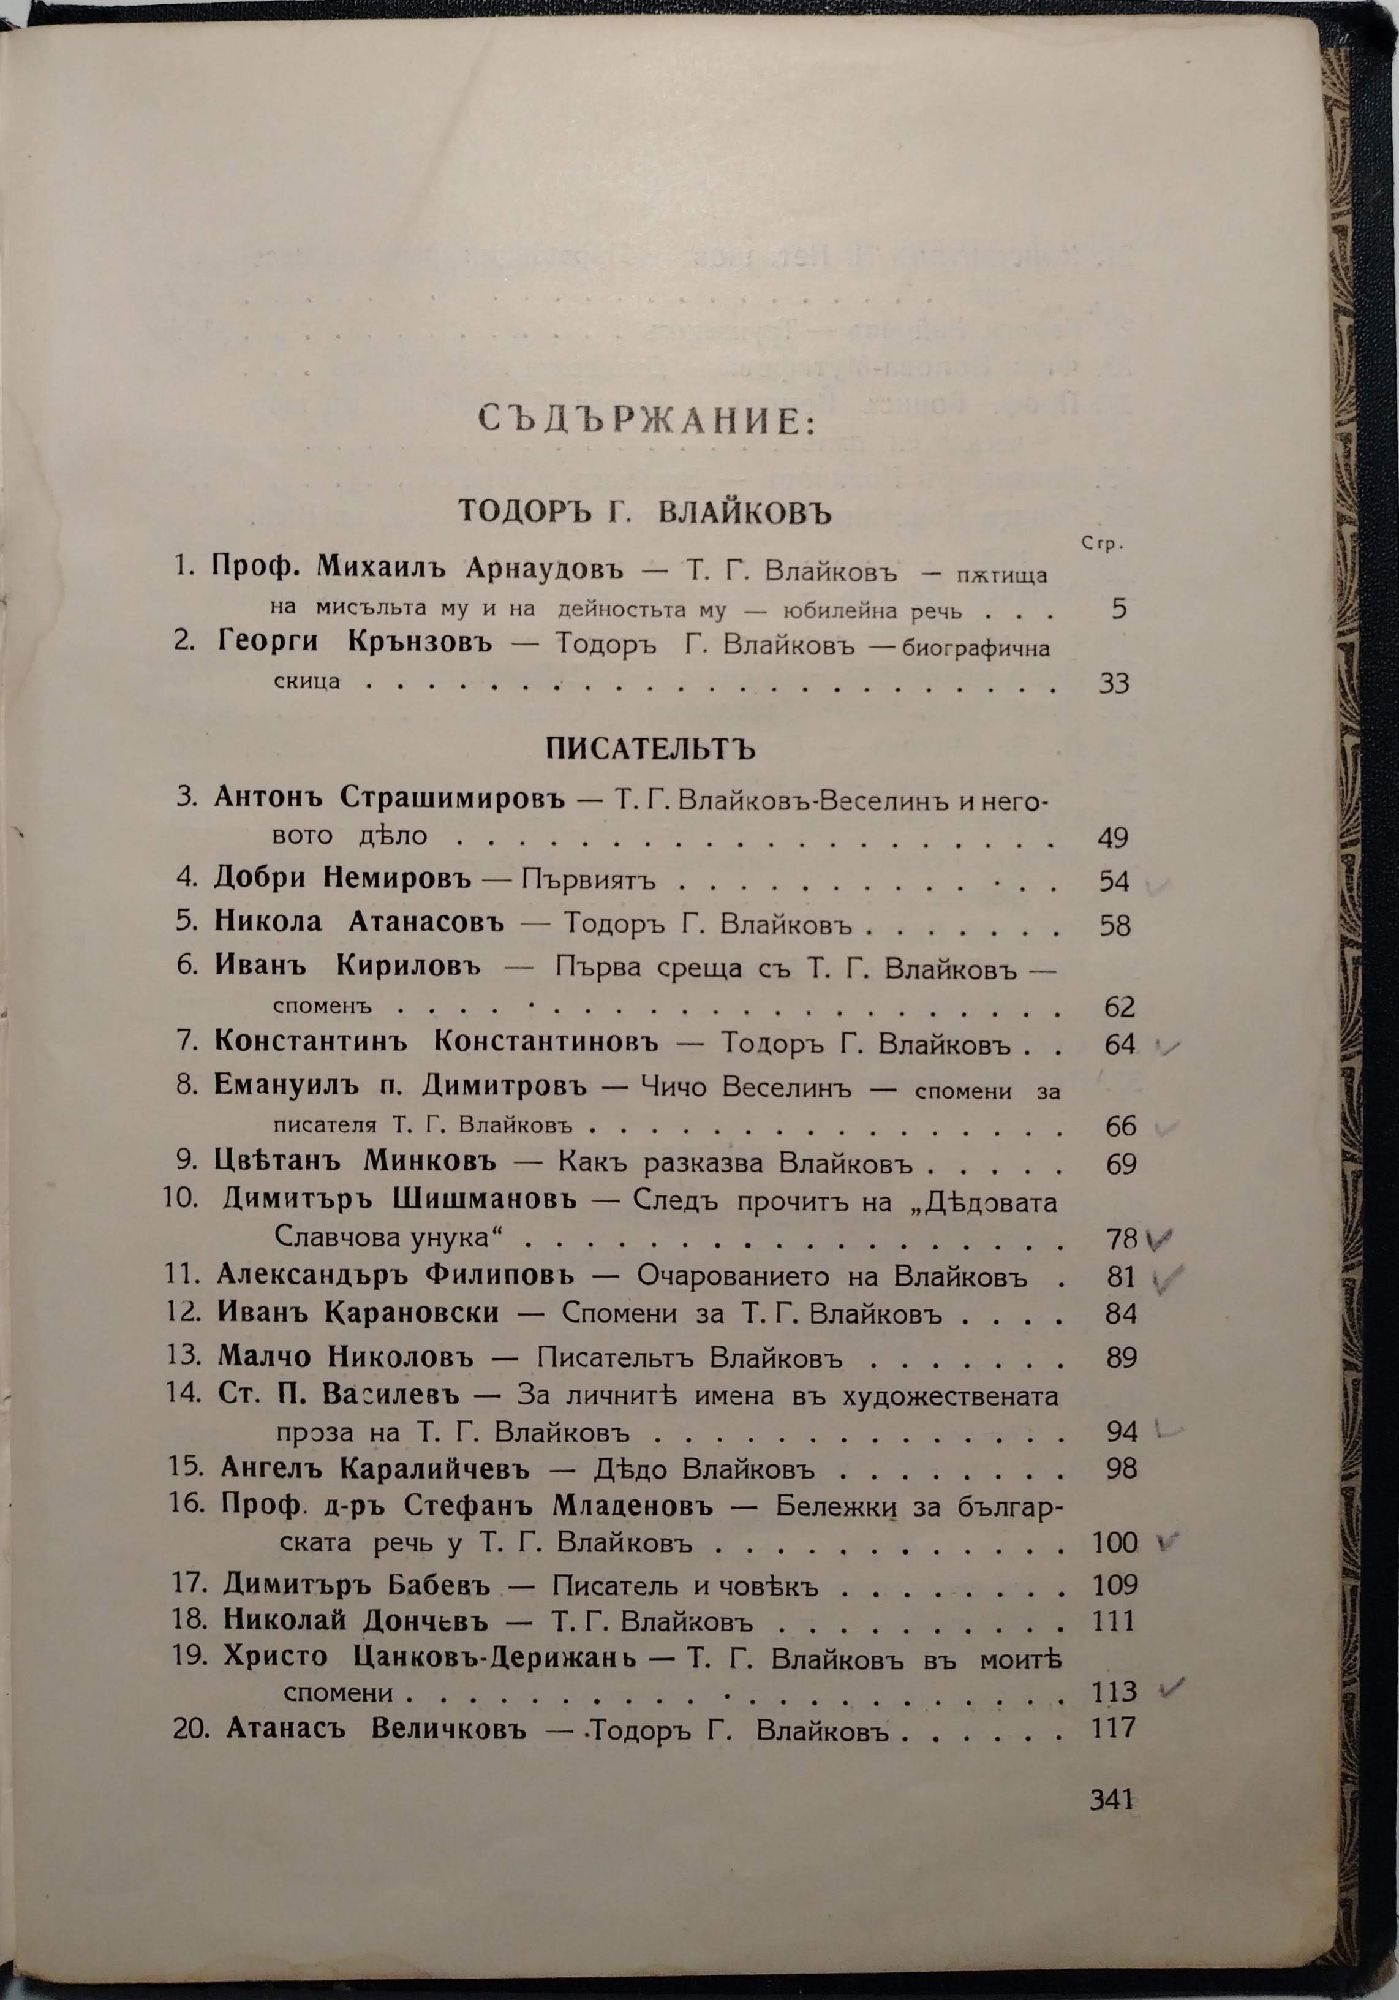 СЪДЪРЖАНИЕ:
ТОДОРЪ Г. ВЛАЙКОВЪ
Стр.
1. Проф. Михаилъ Арнаудовъ — Т. Г. Влайковъ — пѫтища
на мисъльта му и на дейностьта му — юбилейна речь . . . 5
2. Георги Крънзовъ — Тодоръ Г. Влайковъ — биографична
скица . . . . . . . . . . . . . . . . . . . . . . . 33
ПИСАТЕЛЬТЪ
3. Антонъ Страшимировъ — Т. Г. Влайковъ-Веселинъ и него-
вото дѣло . . . . . . . . . . . . . . . . . . . . 49
4. Добри Немировъ — Първиятъ . . . . . . . . . . . . . 54
5. Никола Атанасовъ — Тодоръ Г. Влайковъ . . . . . . . 58
6. Иванъ Кириловъ — Първа среща съ Т. Г. Влайковъ —
споменъ . . . . . . . . . . . . . . . . . . . . . . 62
7. Константинъ Константиновъ — Тодоръ Г. Влайковъ . . 64
8. Емануилъ п. Димитровъ — Чичо Веселинъ — спомени за
писателя Т. Г. Влайковъ . . . . . . . . . . . . . . . . 66
9. Цвѣтанъ Минковъ — Какъ разказва Влайковъ . . . . . 69
10. Димитъръ Шишмановъ — Следъ прочитъ на „Дѣдовата
Славчова унука“ . . . . . . . . . . . . . . . . . . 78
11. Александъръ Филиповъ — Очарованието на Влайковъ . 81
12. Иванъ Карановски — Спомени за Т. Г. Влайковъ . . . . 84
13. Малчо Николовъ — Писательтъ Влайковъ . . . . . . . 89
14. Ст. П. Василевъ — За личнитѣ имена въ художествената
проза на Т. Г. Влайковъ . . . . . . . . . . . . . . 94
15. Ангелъ Каралийчевъ — Дѣдо Влайковъ . . . . . . . . 98
16. Проф. д-ръ Стефанъ Младеновъ — Бележки за българ-
ската речь у Т. Г. Влайковъ . . . . . . . . . . . . 100
17. Димитъръ Бабевъ — Писатель и човѣкъ . . . . . . . . 109
18. Николай Дончевъ — Т. Г. Влайковъ . . . . . . . . . . 111
19. Христо Цанковъ-Дерижань — Т. Г. Влайковъ въ моитѣ
спомени . . . . . . . . . . . . . . . . . . . . . . 113
20. Атанасъ Величковъ — Тодоръ Г. Влайковъ . . . . . . 117
341